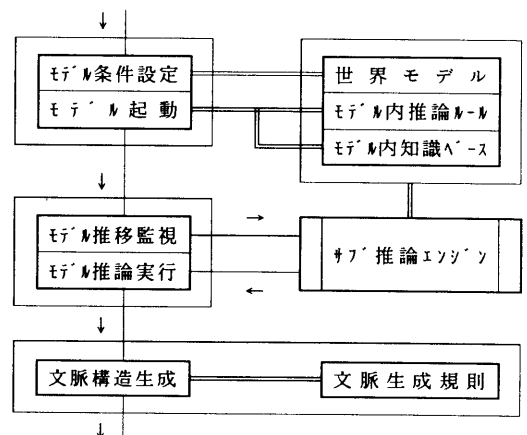 ↓
ﾓﾃﾞﾙ条件設定
モデル起動
世界モデル
モデル内推論ルール
ﾓﾃﾞﾙ内知識ﾍﾞｰｽ
↓
ﾓﾃﾞﾙ推移監視
ﾓﾃﾞﾙ推論実行
→
←
ｻﾌﾞ推論ｴﾝｼﾞﾝ
↓
文脈構造生成
文脈生成規則
↓